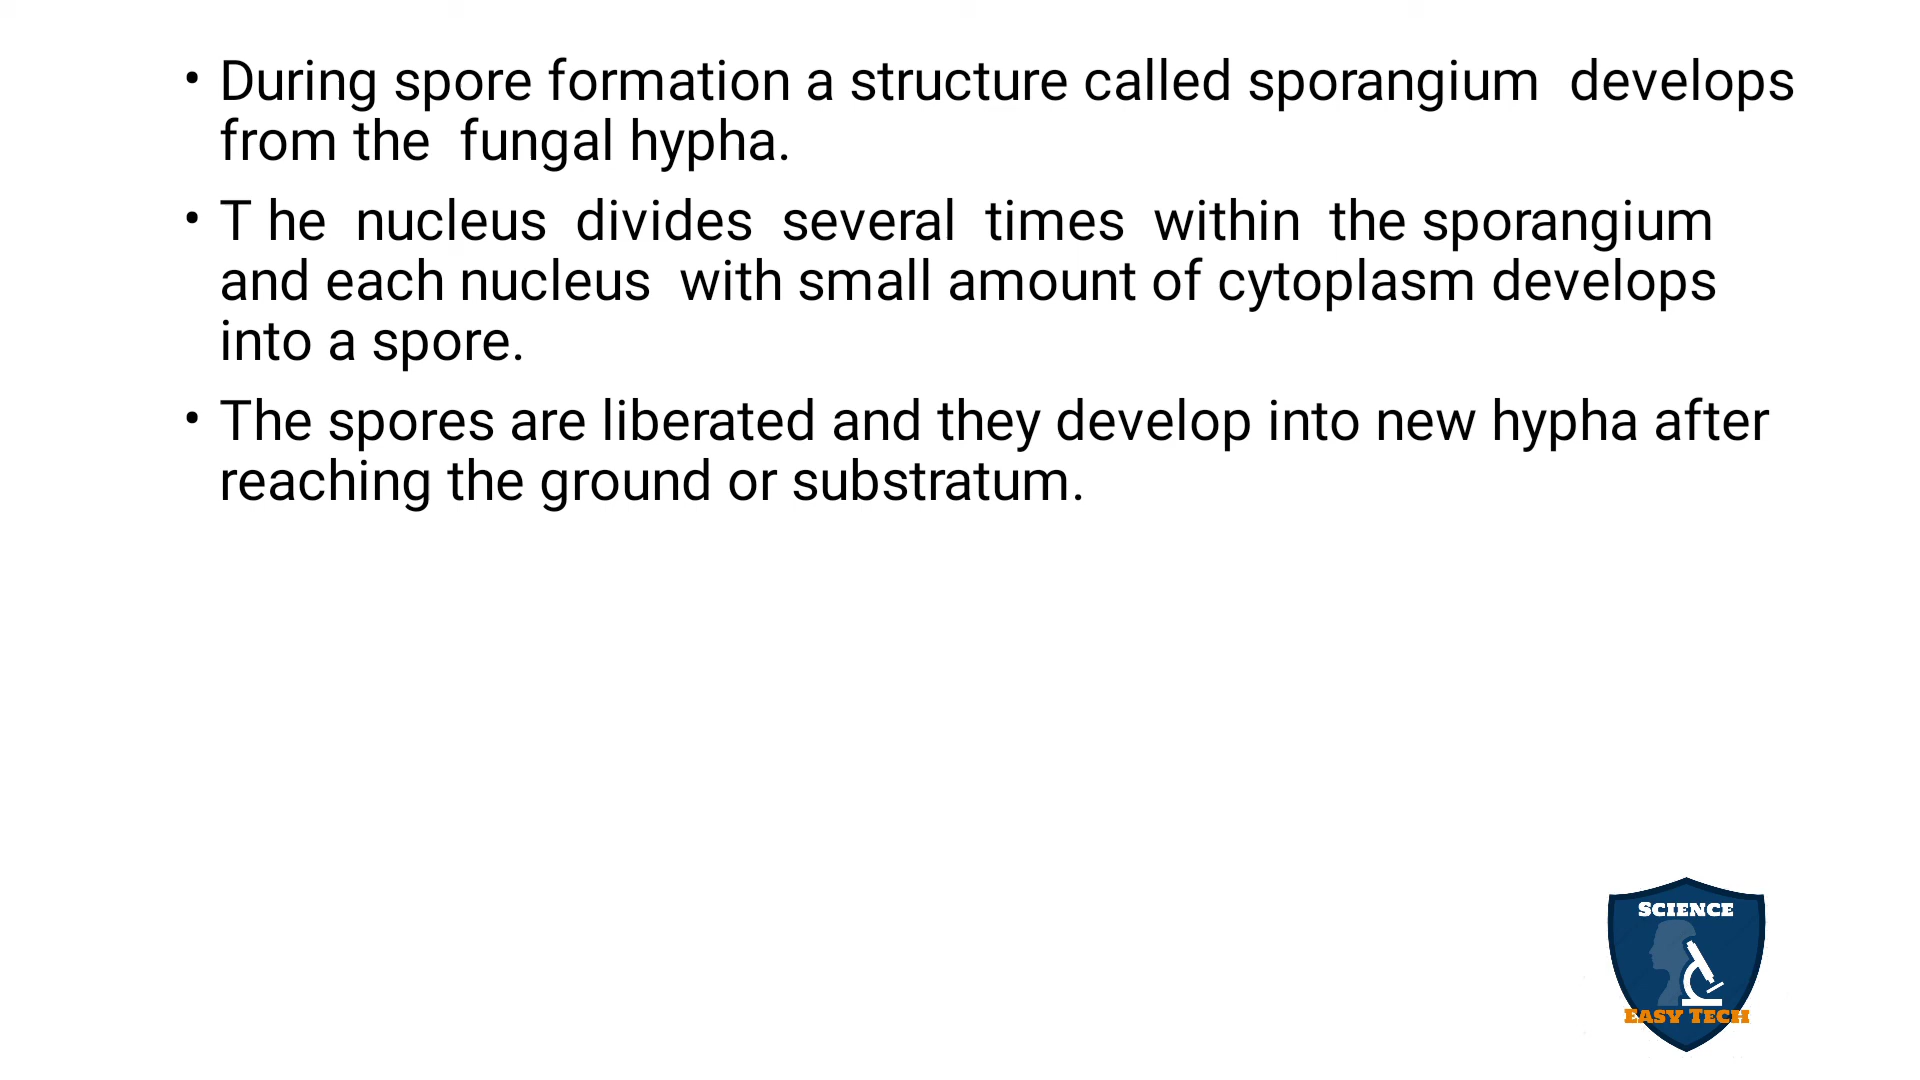 • During spore formation a structure called sporangium  develops
from the  fungal hypha.
• T he  nucleus  divides  several  times  within  the sporangium
and each nucleus  with small amount of cytoplasm develops
into a spore.
• The spores are liberated and they develop into new hypha after
reaching the ground or substratum.
SCIENCE
EASY TECH